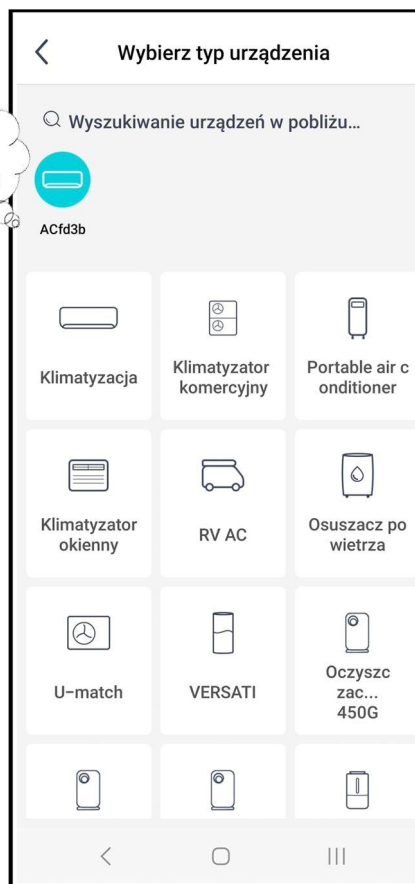 Wybierz typ urządzenia
Wyszukiwanie urządzeń w pobliżu...
ACfd3b
Klimatyzacja
Klimatyzator
komercyjny
Portable air c
onditioner
Klimatyzator
okienny
RV AC
Osuszacz po
wietrza
U-match
VERSATI
Oczyszc
zac...
450G